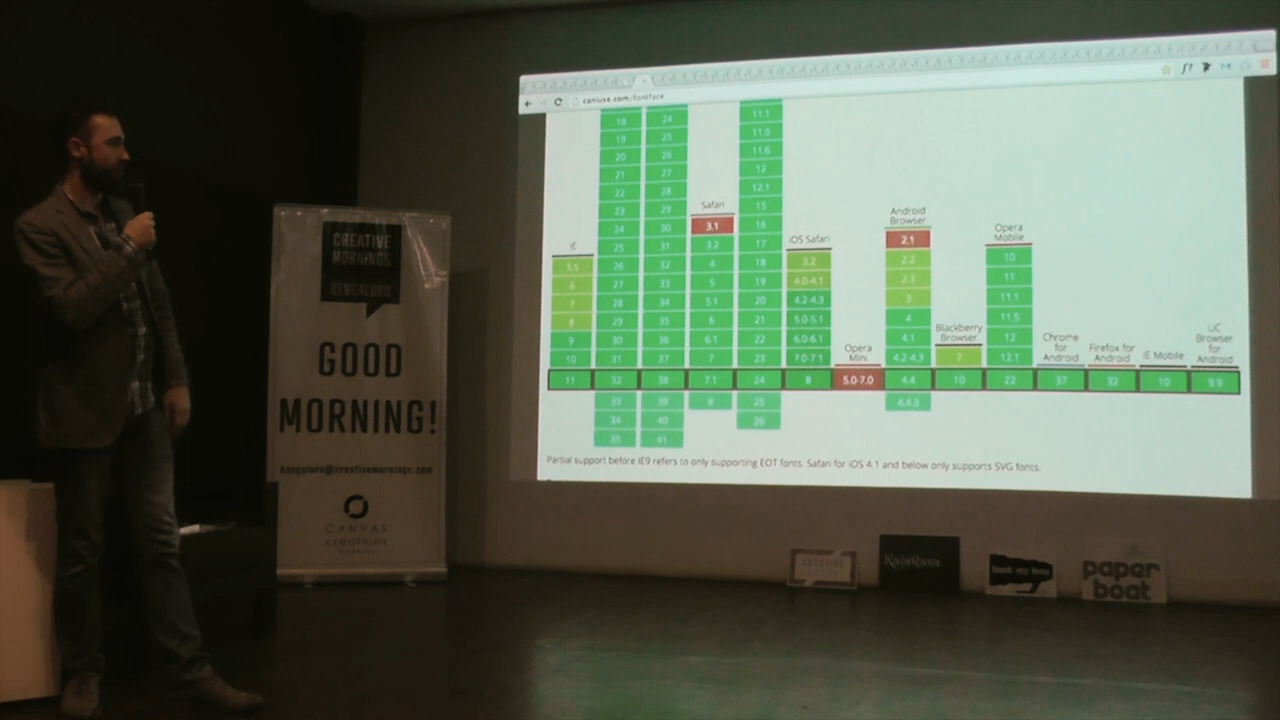 caniuse.com/fontface
f?
18 24 11.1
19 25 11.5
20 26 11.6
21 27 12
22 28 12.1
23 29 Safari 15
24 30 3.1 16 Android Browser
25 31 3.2 17 2.1 Opera Mobile
IE iOS Safari
5.5 26 32 4 18 3.2 2.2 10
6 27 33 5 19 4.0-4.1 2.3 11
7 28 34 5.1 20 4.2-4.3 3 11.1
8 29 35 6 21 5.0-5.1 4 11.5
9 30 36 6.1 22 6.0-6.1 4.1 Blackberry Browser 12 Chrome for Android UC Browser for Android
10 31 37 7 23 7.0-7.1 Opera Mini 4.2-4.3 7 12.1 Firefox for Android IE Mobile
11 32 38 7.1 24 8 5.0-7.0 4.4 10 22 37 32 10 9.9
33 39 8 25 4.4.3
34 40 26
35 41
Partial support before IE9 refers to only supporting EOT fonts. Safari for iOS 4.1 and below only supports SVG fonts.
CREATIVE
MORNINGS
BENGALURU
GOOD
MORNING!
bangalore@creativemornings.com
CANVAS
creations
CREATIVE
KalaRasa
book my lens
paper
boat